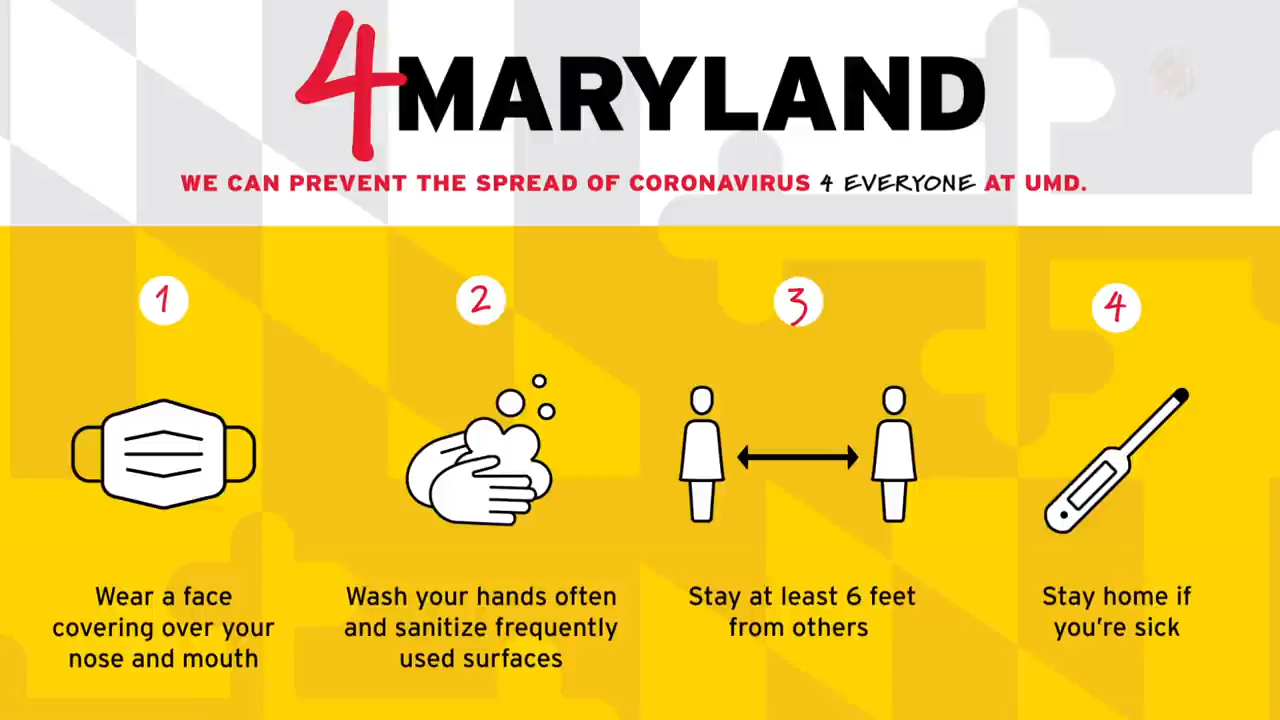 4MARYLAND
WE CAN PREVENT THE SPREAD OF CORONAVIRUS 4 EVERYONE AT UMD.
1
Wear a face
covering over your
nose and mouth
2
Wash your hands often
and sanitize frequently
used surfaces
3
Stay at least 6 feet
from others
4
Stay home if
you're sick